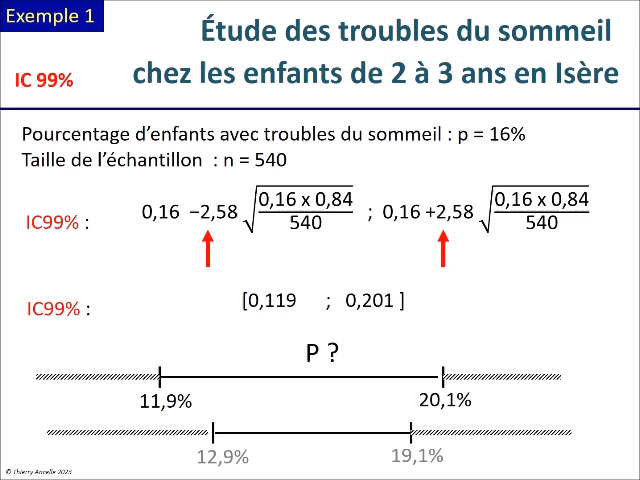 Exemple 1
Étude des troubles du sommeil
IC 99%
chez les enfants de 2 à 3 ans en Isère
Pourcentage d’enfants avec troubles du sommeil : p = 16%
Taille de l’échantillon : n = 540
IC99% : 0,16 −2,58 √(0,16 x 0,84 / 540) ; 0,16 +2,58 √(0,16 x 0,84 / 540)
IC99% : [0,119 ; 0,201 ]
P ?
11,9% 20,1%
12,9% 19,1%
© Thierry Ancelle 2023